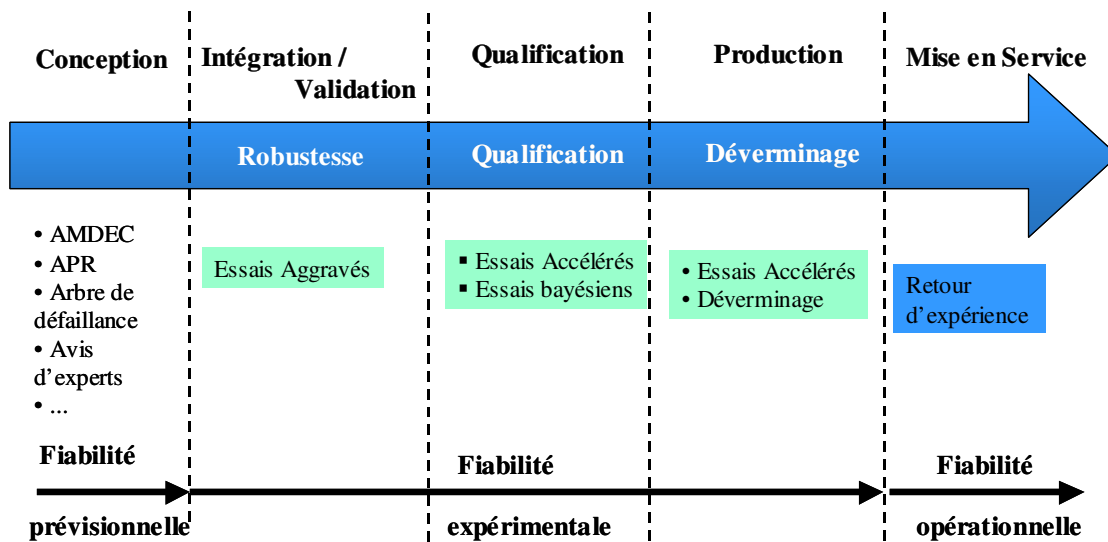 Conception
Intégration /
Validation
Qualification
Production
Mise en Service
Robustesse
Qualification
Déverminage
• AMDEC
• APR
• Arbre de
défaillance
• Avis
d’experts
• ...
Essais Aggravés
▪ Essais Accélérés
▪ Essais bayésiens
• Essais Accélérés
• Déverminage
Retour
d’expérience
Fiabilité
prévisionnelle
Fiabilité
expérimentale
Fiabilité
opérationnelle